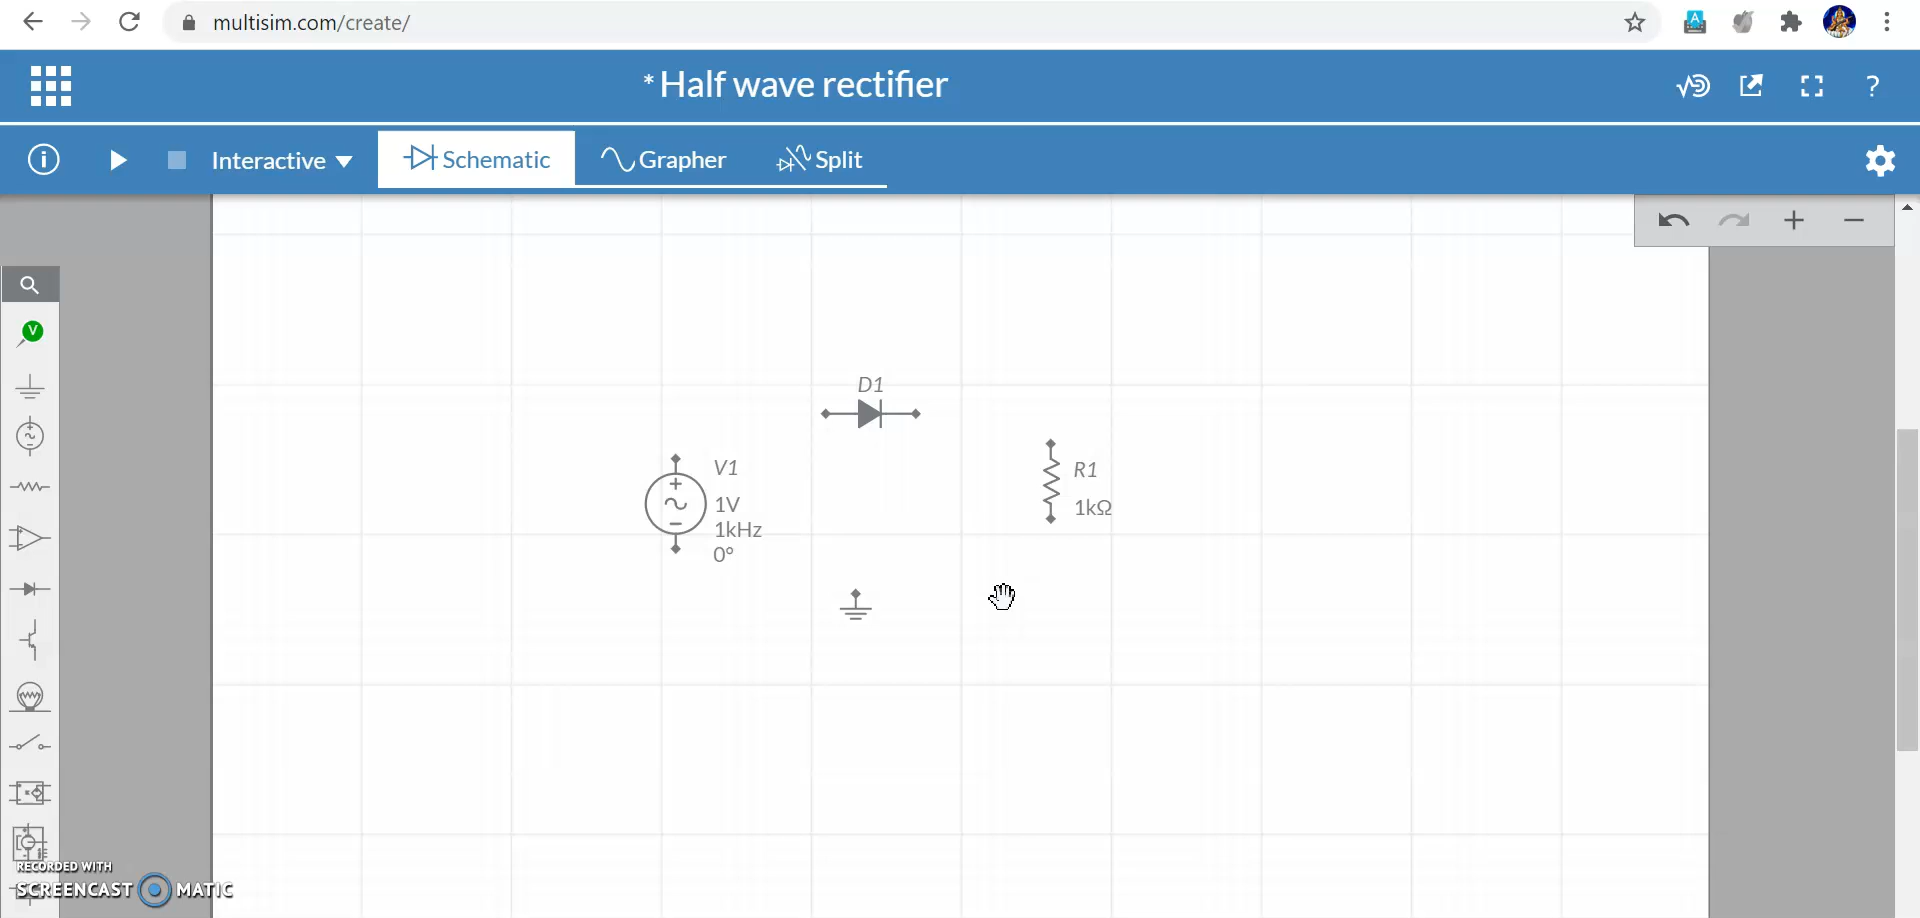 multisim.com/create/
* Half wave rectifier
?
i
Interactive
Schematic
Grapher
Split
V
A
D1
V1
1V
1kHz
0°
R1
1kΩ
RECORDED WITH
SCREENCAST MATIC